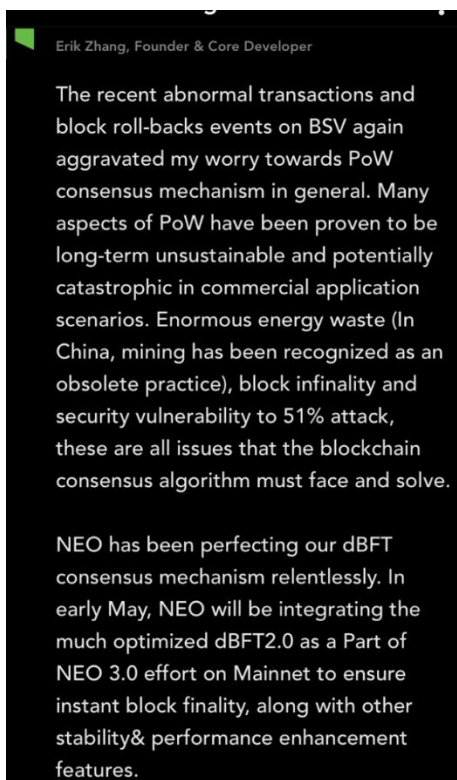 Erik Zhang, Founder & Core Developer
The recent abnormal transactions and
block roll-backs events on BSV again
aggravated my worry towards PoW
consensus mechanism in general. Many
aspects of PoW have been proven to be
long-term unsustainable and potentially
catastrophic in commercial application
scenarios. Enormous energy waste (In
China, mining has been recognized as an
obsolete practice), block infinality and
security vulnerability to 51% attack,
these are all issues that the blockchain
consensus algorithm must face and solve.
NEO has been perfecting our dBFT
consensus mechanism relentlessly. In
early May, NEO will be integrating the
much optimized dBFT2.0 as a Part of
NEO 3.0 effort on Mainnet to ensure
instant block finality, along with other
stability& performance enhancement
features.